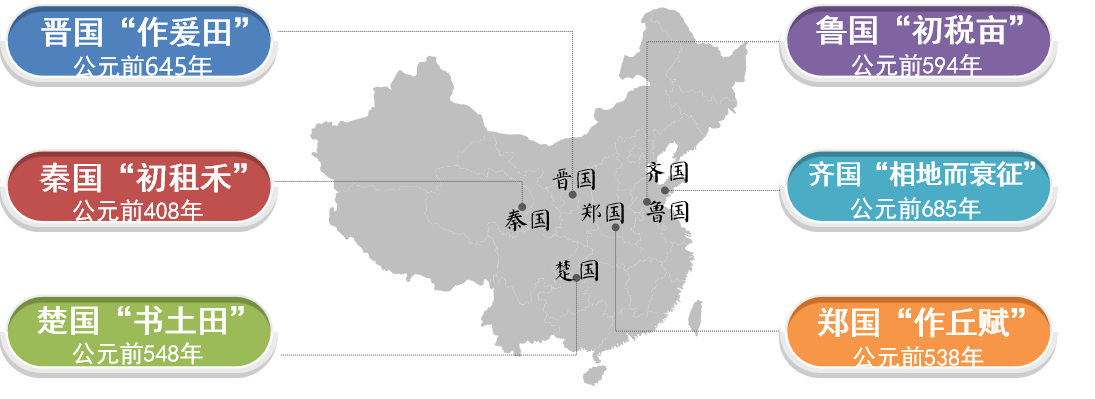 晋国“作爰田”
公元前645年
鲁国“初税亩”
公元前594年
秦国“初租禾”
公元前408年
齐国“相地而衰征”
公元前685年
楚国“书土田”
公元前548年
郑国“作丘赋”
公元前538年
晋国
齐国
秦国
郑国
鲁国
楚国